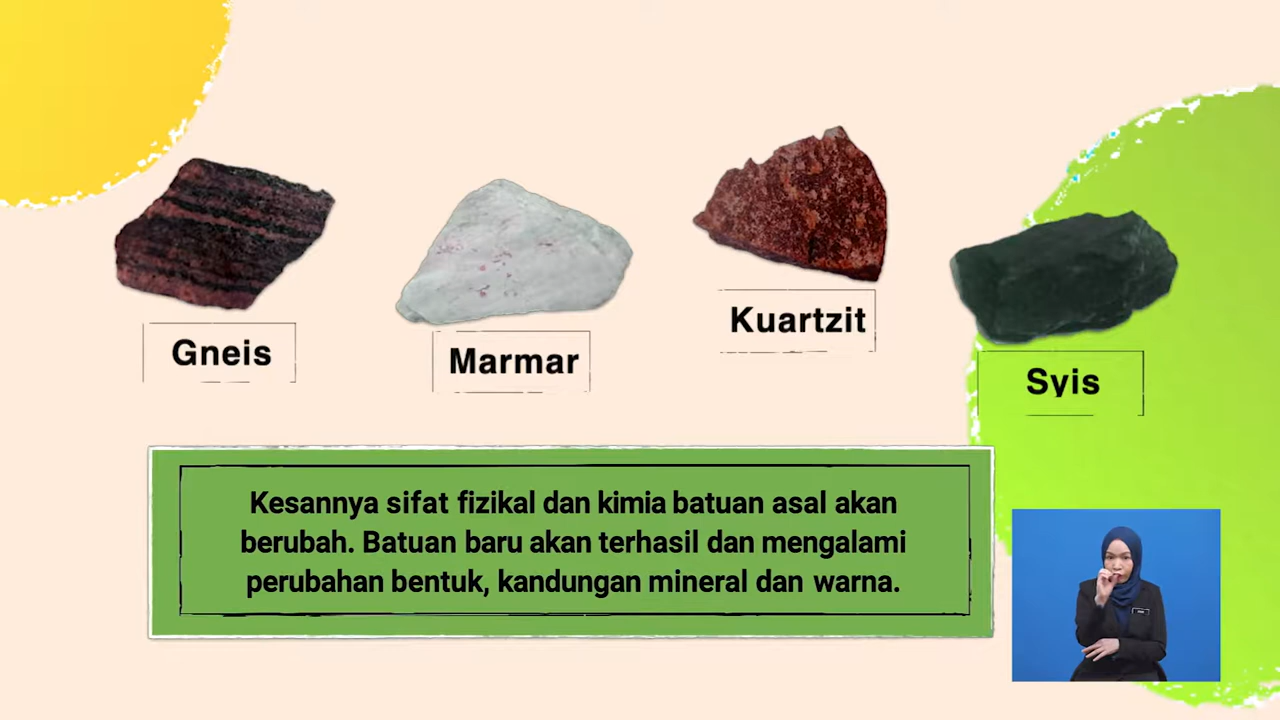 Gneis
Marmar
Kuartzit
Syis
Kesannya sifat fizikal dan kimia batuan asal akan
berubah. Batuan baru akan terhasil dan mengalami
perubahan bentuk, kandungan mineral dan warna.